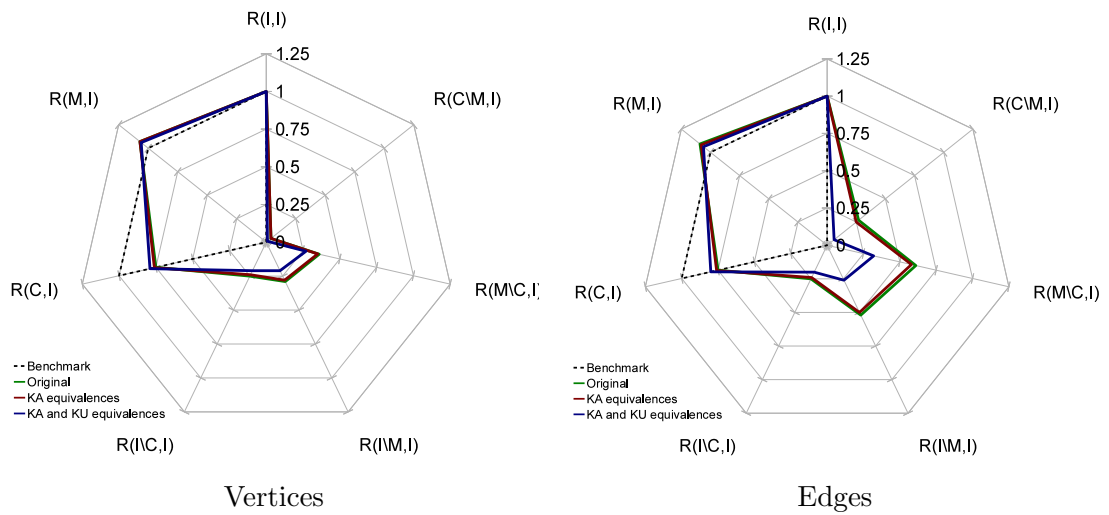 R(I,I)
R(M,I)
R(C\M,I)
R(C,I)
R(M\C,I)
R(I\C,I)
R(I\M,I)
1.25
1
0.75
0.5
0.25
0
Benchmark
Original
KA equivalences
KA and KU equivalences
Vertices
R(I,I)
R(M,I)
R(C\M,I)
R(C,I)
R(M\C,I)
R(I\C,I)
R(I\M,I)
1.25
1
0.75
0.5
0.25
0
Benchmark
Original
KA equivalences
KA and KU equivalences
Edges